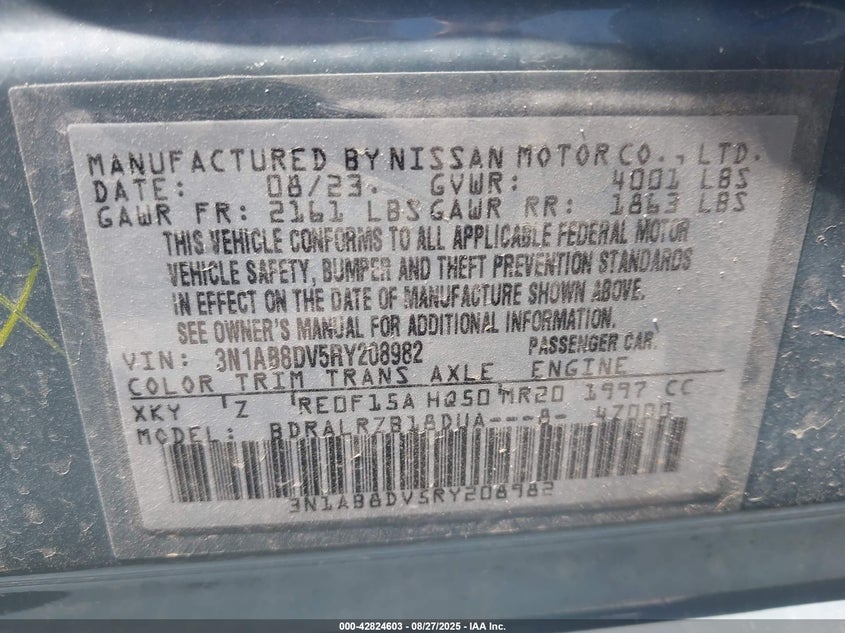 MANUFACTURED BY NISSAN MOTOR CO., LTD.
DATE: 08/23. GVWR: 4001 LBS
GAWR FR: 2161 LBS GAWR RR: 1863 LBS
THIS VEHICLE CONFORMS TO ALL APPLICABLE FEDERAL MOTOR
VEHICLE SAFETY, BUMPER AND THEFT PREVENTION STANDARDS
IN EFFECT ON THE DATE OF MANUFACTURE SHOWN ABOVE.
SEE OWNER'S MANUAL FOR ADDITIONAL INFORMATION.
VIN: 3N1AB8DV5RY208982 PASSENGER CAR.
COLOR TRIM TRANS AXLE ENGINE
XKY Z RE0F15A HQ50 MR20 1997 CC
MODEL: BDRALRZB18DUA---B- 47000
3N1AB8DV5RY208982
000-42824603 - 08/27/2025 - IAA Inc.